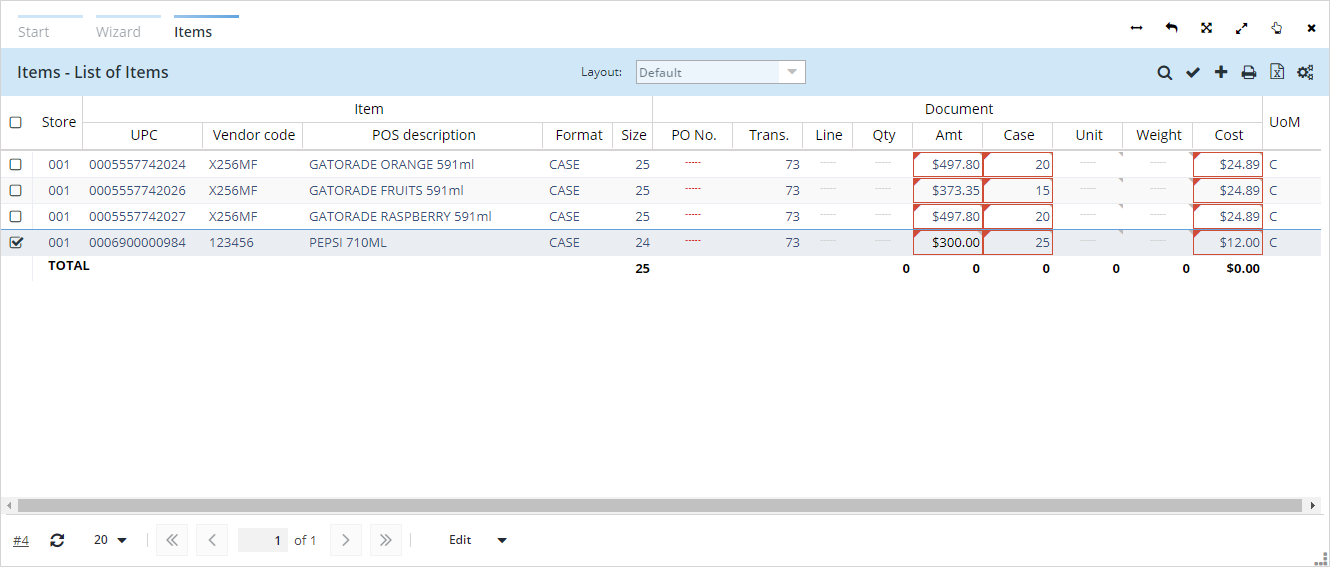 Start Wizard Items
Items - List of Items Layout: Default
Item Document
Store UoM
UPC Vendor code POS description Format Size PO No. Trans. Line Qty Amt Case Unit Weight Cost
001 0005557742024 X256MF GATORADE ORANGE 591ml CASE 25 ----- 73 $497.80 20 $24.89 C
001 0005557742026 X256MF GATORADE FRUITS 591ml CASE 25 ----- 73 $373.35 15 $24.89 C
001 0005557742027 X256MF GATORADE RASPBERRY 591ml CASE 25 ----- 73 $497.80 20 $24.89 C
001 0006900000984 123456 PEPSI 710ML CASE 24 ----- 73 $300.00 25 $12.00 C
TOTAL 25 0 0 0 0 0 $0.00
#4 20 1 of 1 Edit